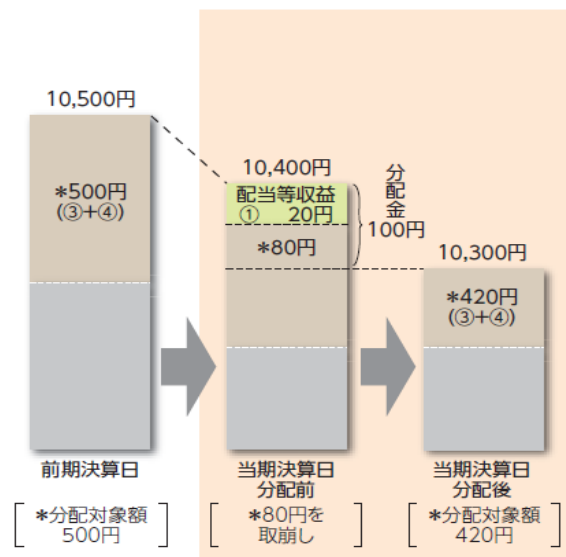 10,500円
*500円
(③+④)
前期決算日
*分配対象額
500円
10,400円
配当等収益
① 20円
*80円
分配金
100円
当期決算日
分配前
*80円を
取崩し
10,300円
*420円
(③+④)
当期決算日
分配後
*分配対象額
420円